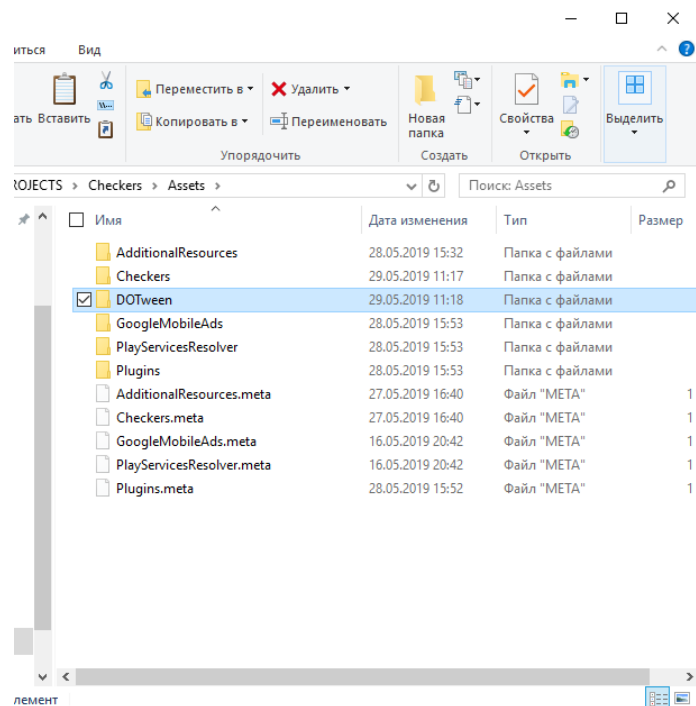 иться Вид
Переместить в Удалить
ать Вставить Копировать в Переименовать Новая папка Свойства Выделить
Упорядочить Создать Открыть
ROJECTS > Checkers > Assets > Поиск: Assets
Имя Дата изменения Тип Размер
AdditionalResources 28.05.2019 15:32 Папка с файлами
Checkers 29.05.2019 11:17 Папка с файлами
DOTween 29.05.2019 11:18 Папка с файлами
GoogleMobileAds 28.05.2019 15:53 Папка с файлами
PlayServicesResolver 28.05.2019 15:53 Папка с файлами
Plugins 28.05.2019 15:53 Папка с файлами
AdditionalResources.meta 27.05.2019 16:40 Файл "META" 1
Checkers.meta 27.05.2019 16:40 Файл "META" 1
GoogleMobileAds.meta 16.05.2019 20:42 Файл "META" 1
PlayServicesResolver.meta 16.05.2019 20:42 Файл "META" 1
Plugins.meta 28.05.2019 15:52 Файл "META" 1
лемент